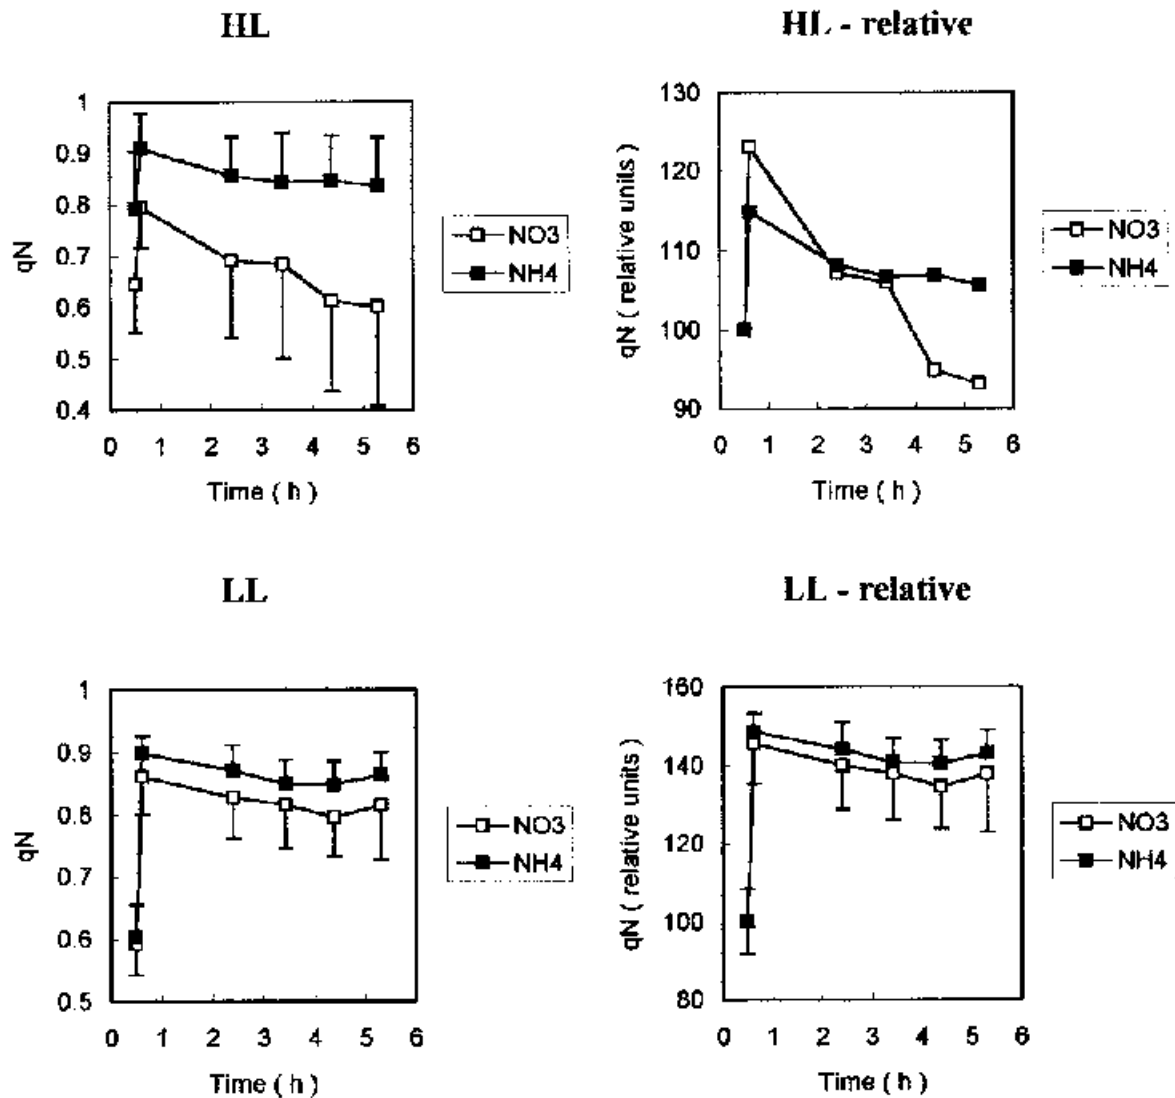 HL
1
0.9
0.8
0.7
0.6
0.5
0.4
qN
0 1 2 3 4 5 6
Time ( h )
NO3
NH4
HL - relative
130
120
110
100
90
qN ( relative units )
0 1 2 3 4 5 6
Time ( h )
NO3
NH4
LL
1
0.9
0.8
0.7
0.6
0.5
qN
0 1 2 3 4 5 6
Time ( h )
NO3
NH4
LL - relative
160
140
120
100
80
qN ( relative units )
0 1 2 3 4 5 6
Time ( h )
NO3
NH4